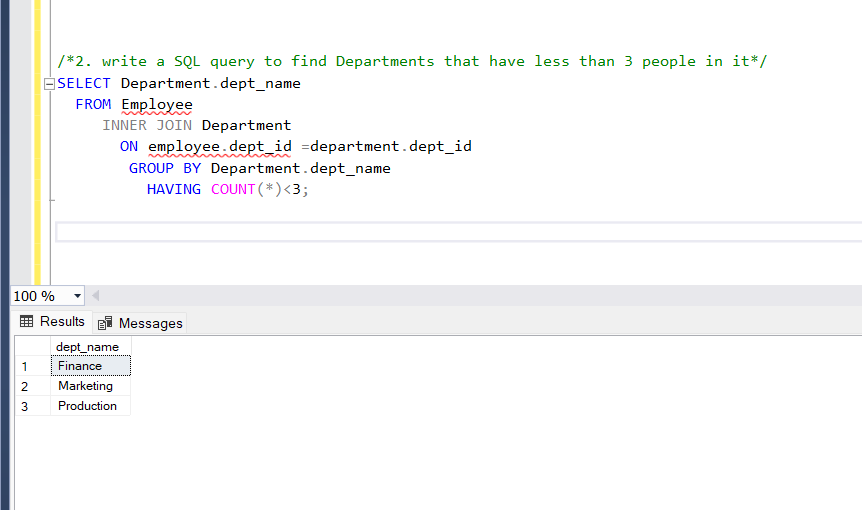 /*2. write a SQL query to find Departments that have less than 3 people in it*/
SELECT Department.dept_name
FROM Employee
INNER JOIN Department
ON employee.dept_id =department.dept_id
GROUP BY Department.dept_name
HAVING COUNT(*)<3;
100 %
Results Messages
dept_name
1 Finance
2 Marketing
3 Production